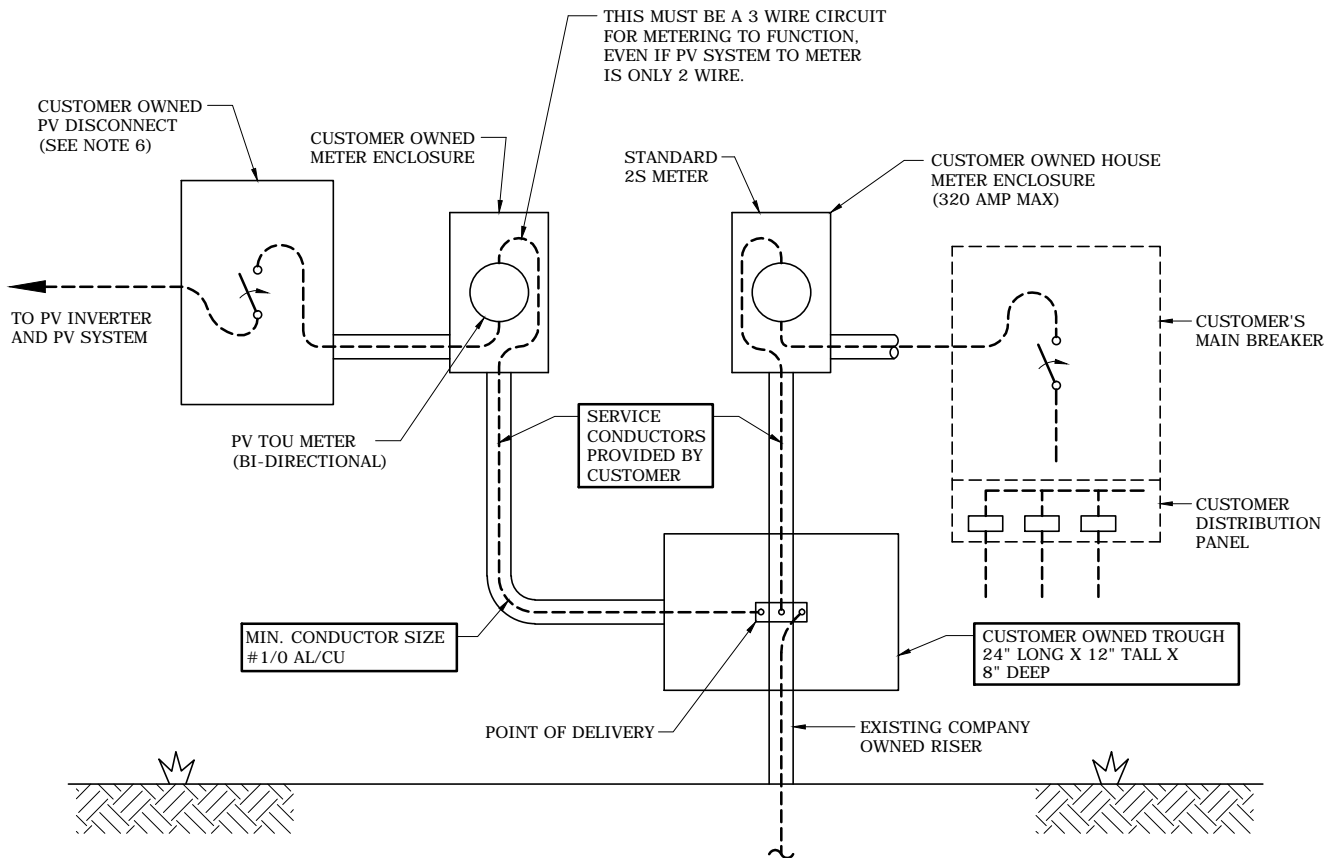 THIS MUST BE A 3 WIRE CIRCUIT
FOR METERING TO FUNCTION,
EVEN IF PV SYSTEM TO METER
IS ONLY 2 WIRE.
CUSTOMER OWNED
PV DISCONNECT
(SEE NOTE 6)
CUSTOMER OWNED
METER ENCLOSURE
STANDARD
2S METER
CUSTOMER OWNED HOUSE
METER ENCLOSURE
(320 AMP MAX)
TO PV INVERTER
AND PV SYSTEM
CUSTOMER'S
MAIN BREAKER
PV TOU METER
(BI-DIRECTIONAL)
SERVICE
CONDUCTORS
PROVIDED BY
CUSTOMER
CUSTOMER
DISTRIBUTION
PANEL
MIN. CONDUCTOR SIZE
#1/0 AL/CU
CUSTOMER OWNED TROUGH
24" LONG X 12" TALL X
8" DEEP
POINT OF DELIVERY
EXISTING COMPANY
OWNED RISER